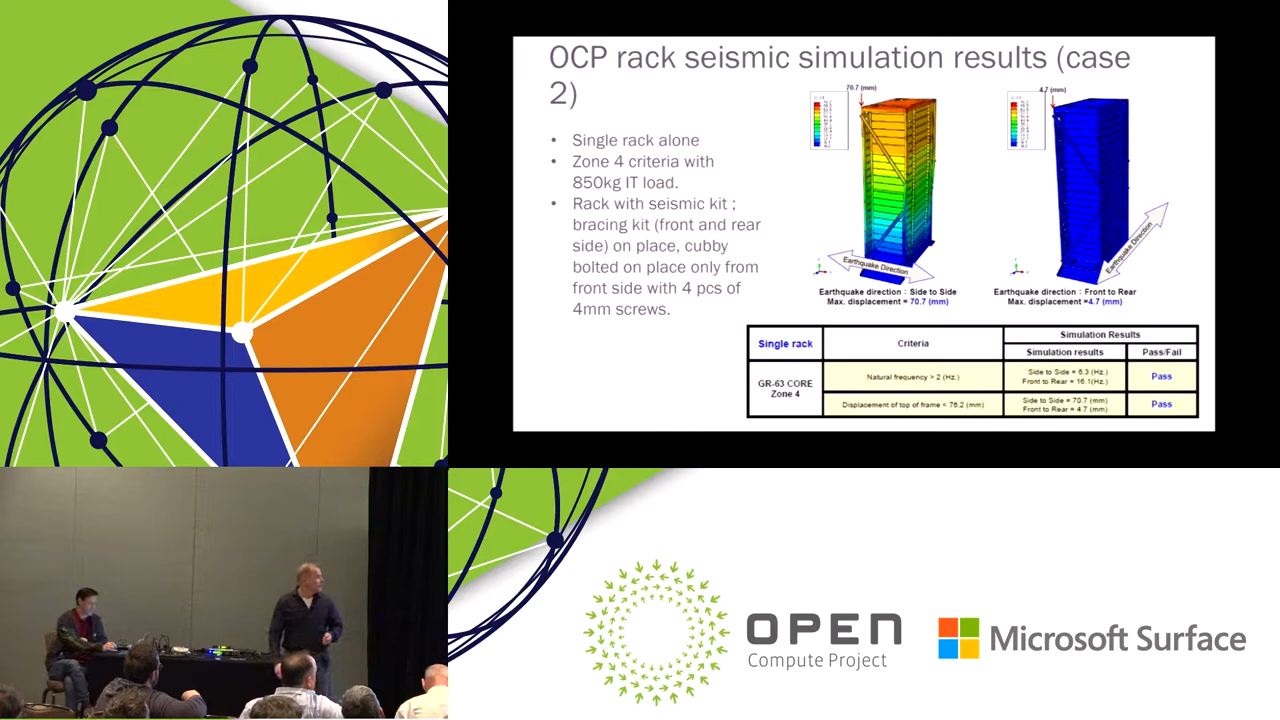 OCP rack seismic simulation results (case
2)
• Single rack alone
• Zone 4 criteria with
850kg IT load.
• Rack with seismic kit ;
bracing kit (front and rear
side) on place, cubby
bolted on place only from
front side with 4 pcs of
4mm screws.
70.7 (mm)
4.7 (mm)
Earthquake Direction
Earthquake Direction
Earthquake direction : Side to Side
Max. displacement = 70.7 (mm)
Earthquake direction : Front to Rear
Max. displacement =4.7 (mm)
Single rack
Criteria
Simulation Results
Simulation results
Pass/Fail
GR-63 CORE
Zone 4
Natural frequency > 2 (Hz.)
Side to Side = 6.3 (Hz.)
Front to Rear = 16.1(Hz.)
Pass
Displacement of top of frame < 76.2 (mm)
Side to Side = 70.7 (mm)
Front to Rear = 4.7 (mm)
Pass
OPEN
Compute Project
Microsoft Surface